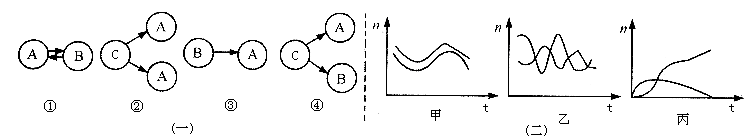 A B
C A A
B A
C A B
① ② ③ ④
(一)
n t 甲
n t 乙
n t 丙
(二)